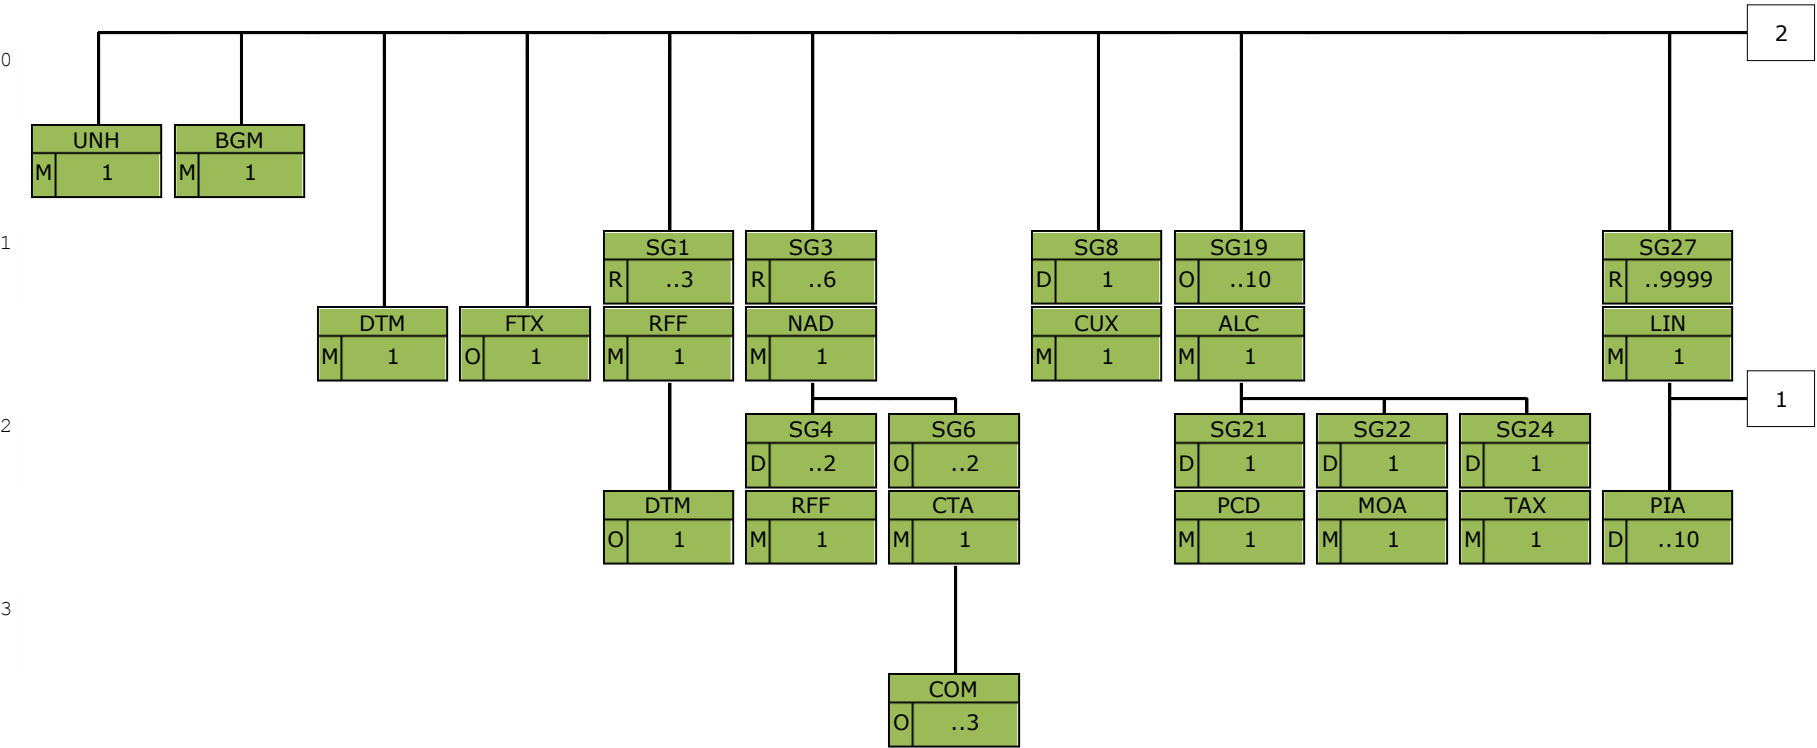 2
0
UNH BGM
M 1 M 1
1
SG1 SG3 SG8 SG19 SG27
R ..3 R ..6 D 1 O ..10 R ..9999
DTM FTX RFF NAD CUX ALC LIN
M 1 O 1 M 1 M 1 M 1 M 1 M 1
1
2
SG4 SG6 SG21 SG22 SG24
D ..2 O ..2 D 1 D 1 D 1
DTM RFF CTA PCD MOA TAX PIA
O 1 M 1 M 1 M 1 M 1 M 1 D ..10
3
COM
O ..3